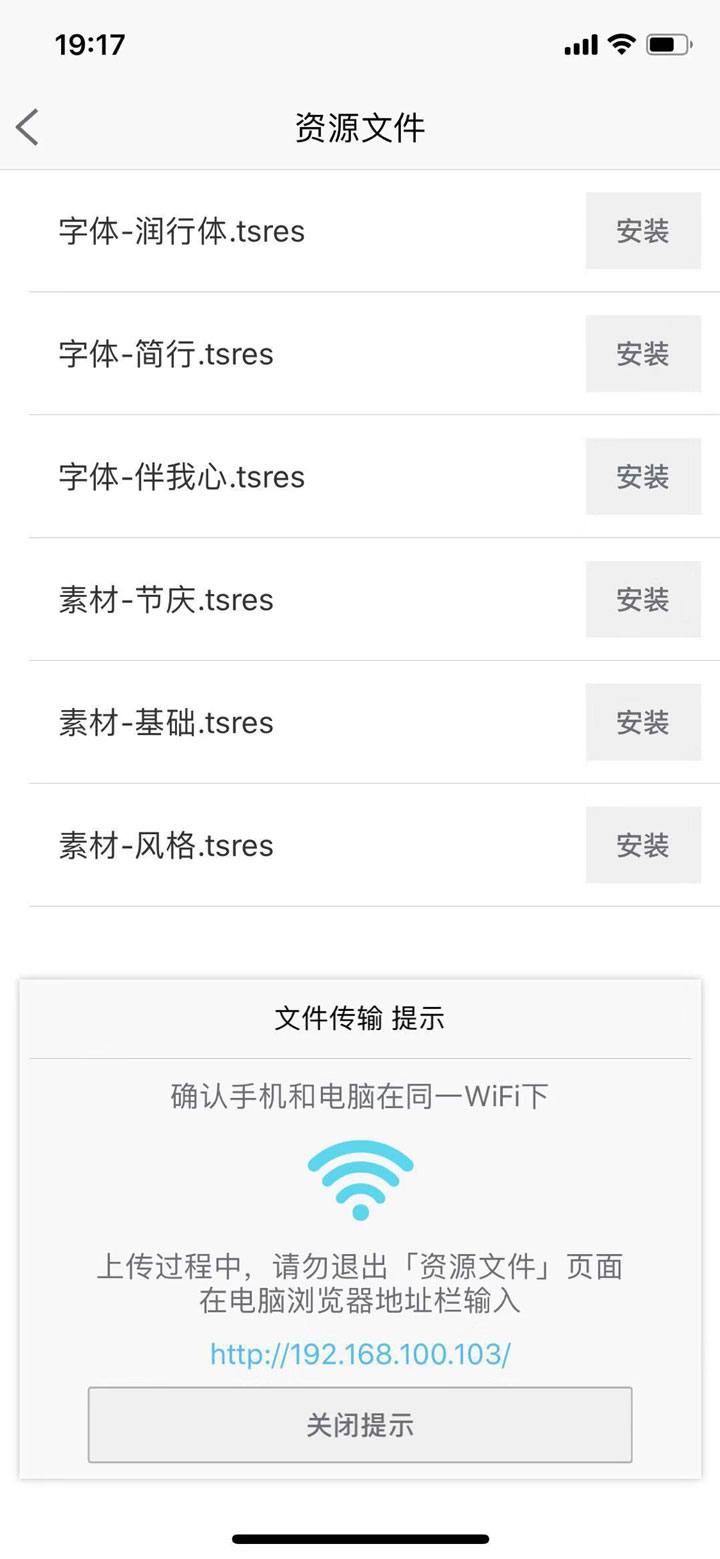 19:17
资源文件
字体-润行体.tsres
安装
字体-简行.tsres
安装
字体-伴我心.tsres
安装
素材-节庆.tsres
安装
素材-基础.tsres
安装
素材-风格.tsres
安装
文件传输 提示
确认手机和电脑在同一WiFi下
上传过程中，请勿退出「资源文件」页面
在电脑浏览器地址栏输入
http://192.168.100.103/
关闭提示